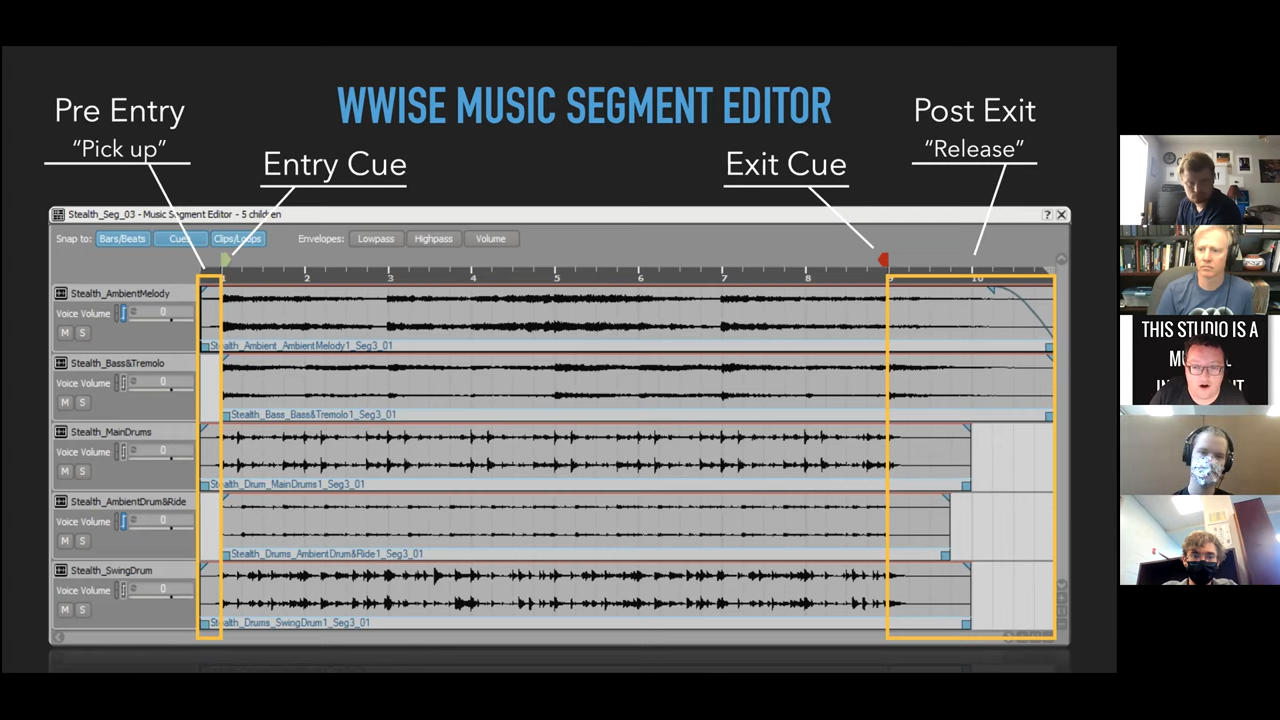 WWISE MUSIC SEGMENT EDITOR
Pre Entry
“Pick up”
Entry Cue
Exit Cue
Post Exit
“Release”
Stealth_Seg_03 - Music Segment Editor - 5 children
?
Snap to: Bars/Beats Cues Clips/Loops Envelopes: Lowpass Highpass Volume
1 2 3 4 5 6 7 8 9 10
Stealth_AmbientMelody
Voice Volume 0
M S
Stealth_Ambient_AmbientMelody1_Seg3_01
Stealth_Bass&Tremolo
Voice Volume 0
M S
Stealth_Bass_Bass&Tremolo1_Seg3_01
Stealth_MainDrums
Voice Volume 0
M S
Stealth_Drum_MainDrums1_Seg3_01
Stealth_AmbientDrum&Ride
Voice Volume 0
M S
Stealth_Drums_AmbientDrum&Ride1_Seg3_01
Stealth_SwingDrum
Voice Volume 0
M S
Stealth_Drums_SwingDrum1_Seg3_01
THIS STUDIO IS A